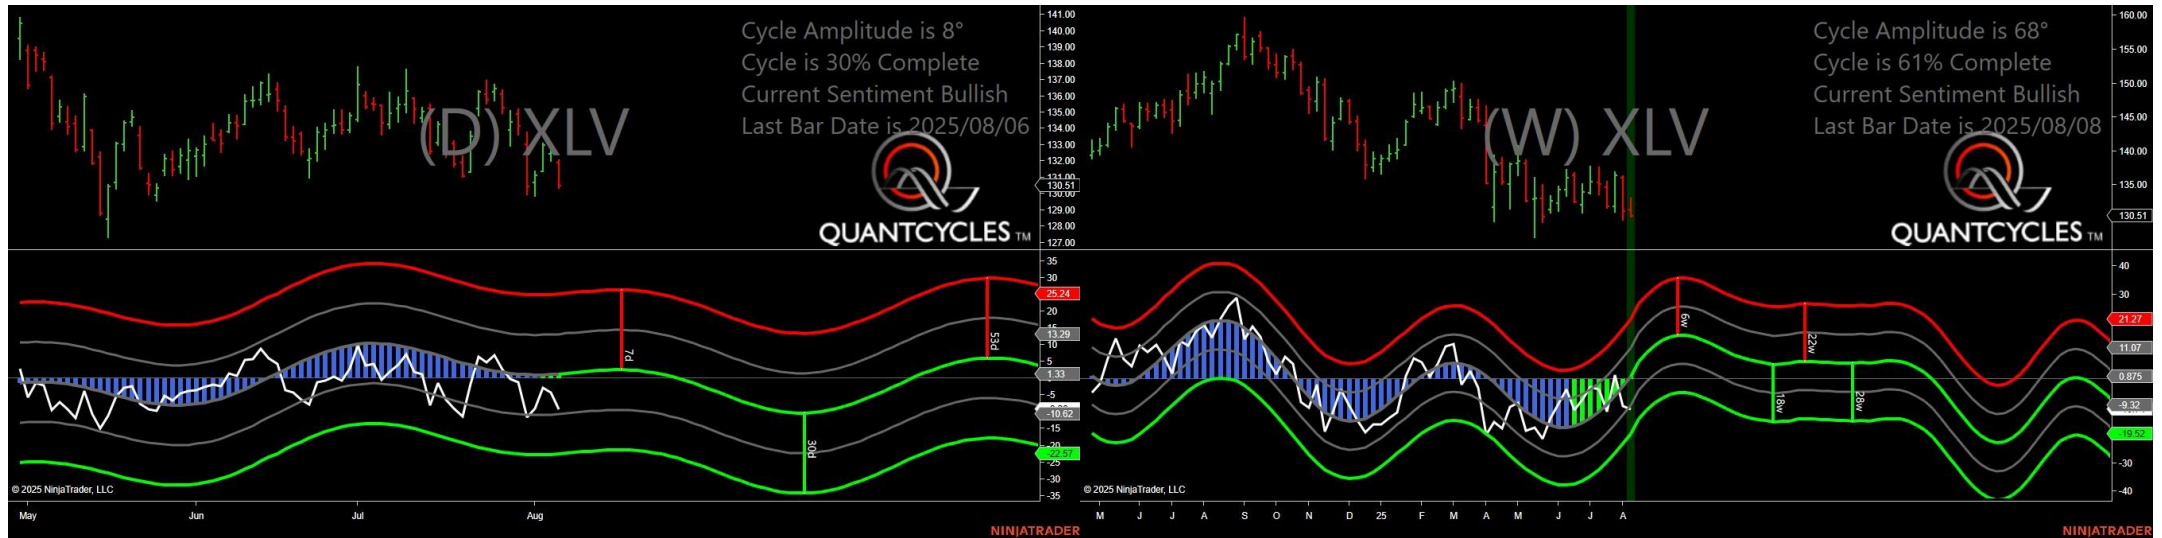 Cycle Amplitude is 8°
Cycle is 30% Complete
Current Sentiment Bullish
Last Bar Date is 2025/08/06
(D) XLV
QUANTCYCLES TM
141.00
140.00
139.00
138.00
137.00
136.00
135.00
134.00
133.00
132.00
131.00
130.51
130.00
129.00
128.00
127.00
35
30
25.24
20
13.29
10
5
1.33
-5
-10.62
-15
-20
-22.57
-25
-30
-35
7d
30d
53d
© 2025 NinjaTrader, LLC
May Jun Jul Aug
NINJATRADER
Cycle Amplitude is 68°
Cycle is 61% Complete
Current Sentiment Bullish
Last Bar Date is 2025/08/08
(W) XLV
QUANTCYCLES TM
160.00
155.00
150.00
145.00
140.00
135.00
130.51
40
30
21.27
11.07
0.875
-9.32
-19.52
-30
-40
6w
18w
22w
28w
© 2025 NinjaTrader, LLC
M J J A S O N D 25 F M A M J J A
NINJATRADER